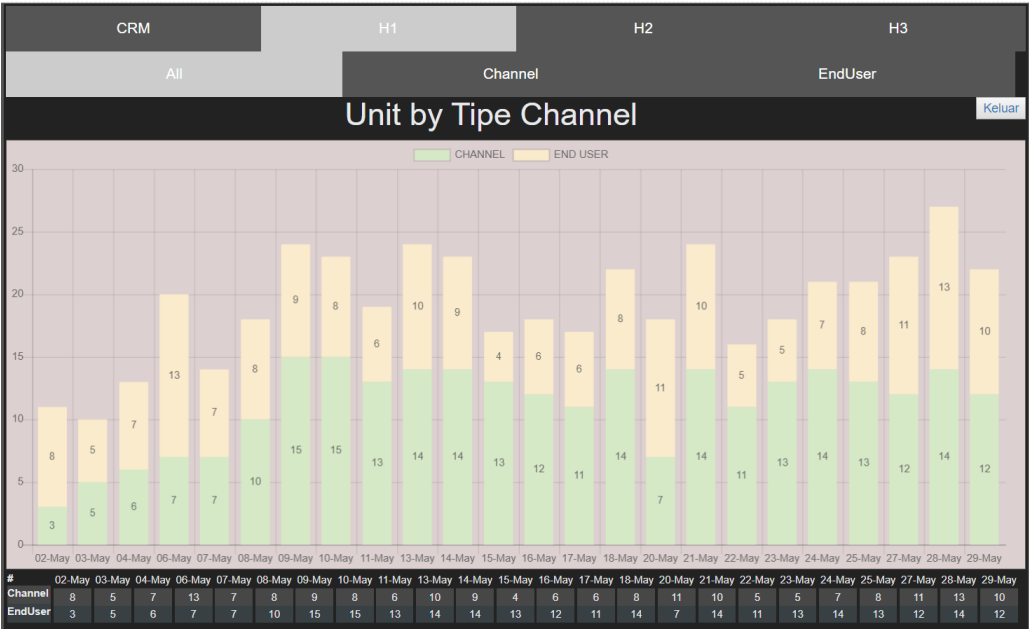 CRM H1 H2 H3
All Channel EndUser
Unit by Tipe Channel Keluar
CHANNEL END USER
30
25
20
15
10
5
0
8 5 7 13 7 8 9 8 6 10 9 4 6 6 8 11 10 5 5 7 8 11 13 10
3 5 6 7 7 10 15 15 13 14 14 13 12 11 14 7 14 11 13 14 13 12 14 12
02-May 03-May 04-May 06-May 07-May 08-May 09-May 10-May 11-May 13-May 14-May 15-May 16-May 17-May 18-May 20-May 21-May 22-May 23-May 24-May 25-May 27-May 28-May 29-May
# 02-May 03-May 04-May 06-May 07-May 08-May 09-May 10-May 11-May 13-May 14-May 15-May 16-May 17-May 18-May 20-May 21-May 22-May 23-May 24-May 25-May 27-May 28-May 29-May
Channel 8 5 7 13 7 8 9 8 6 10 9 4 6 6 8 11 10 5 5 7 8 11 13 10
EndUser 3 5 6 7 7 10 15 15 13 14 14 13 12 11 14 7 14 11 13 14 13 12 14 12